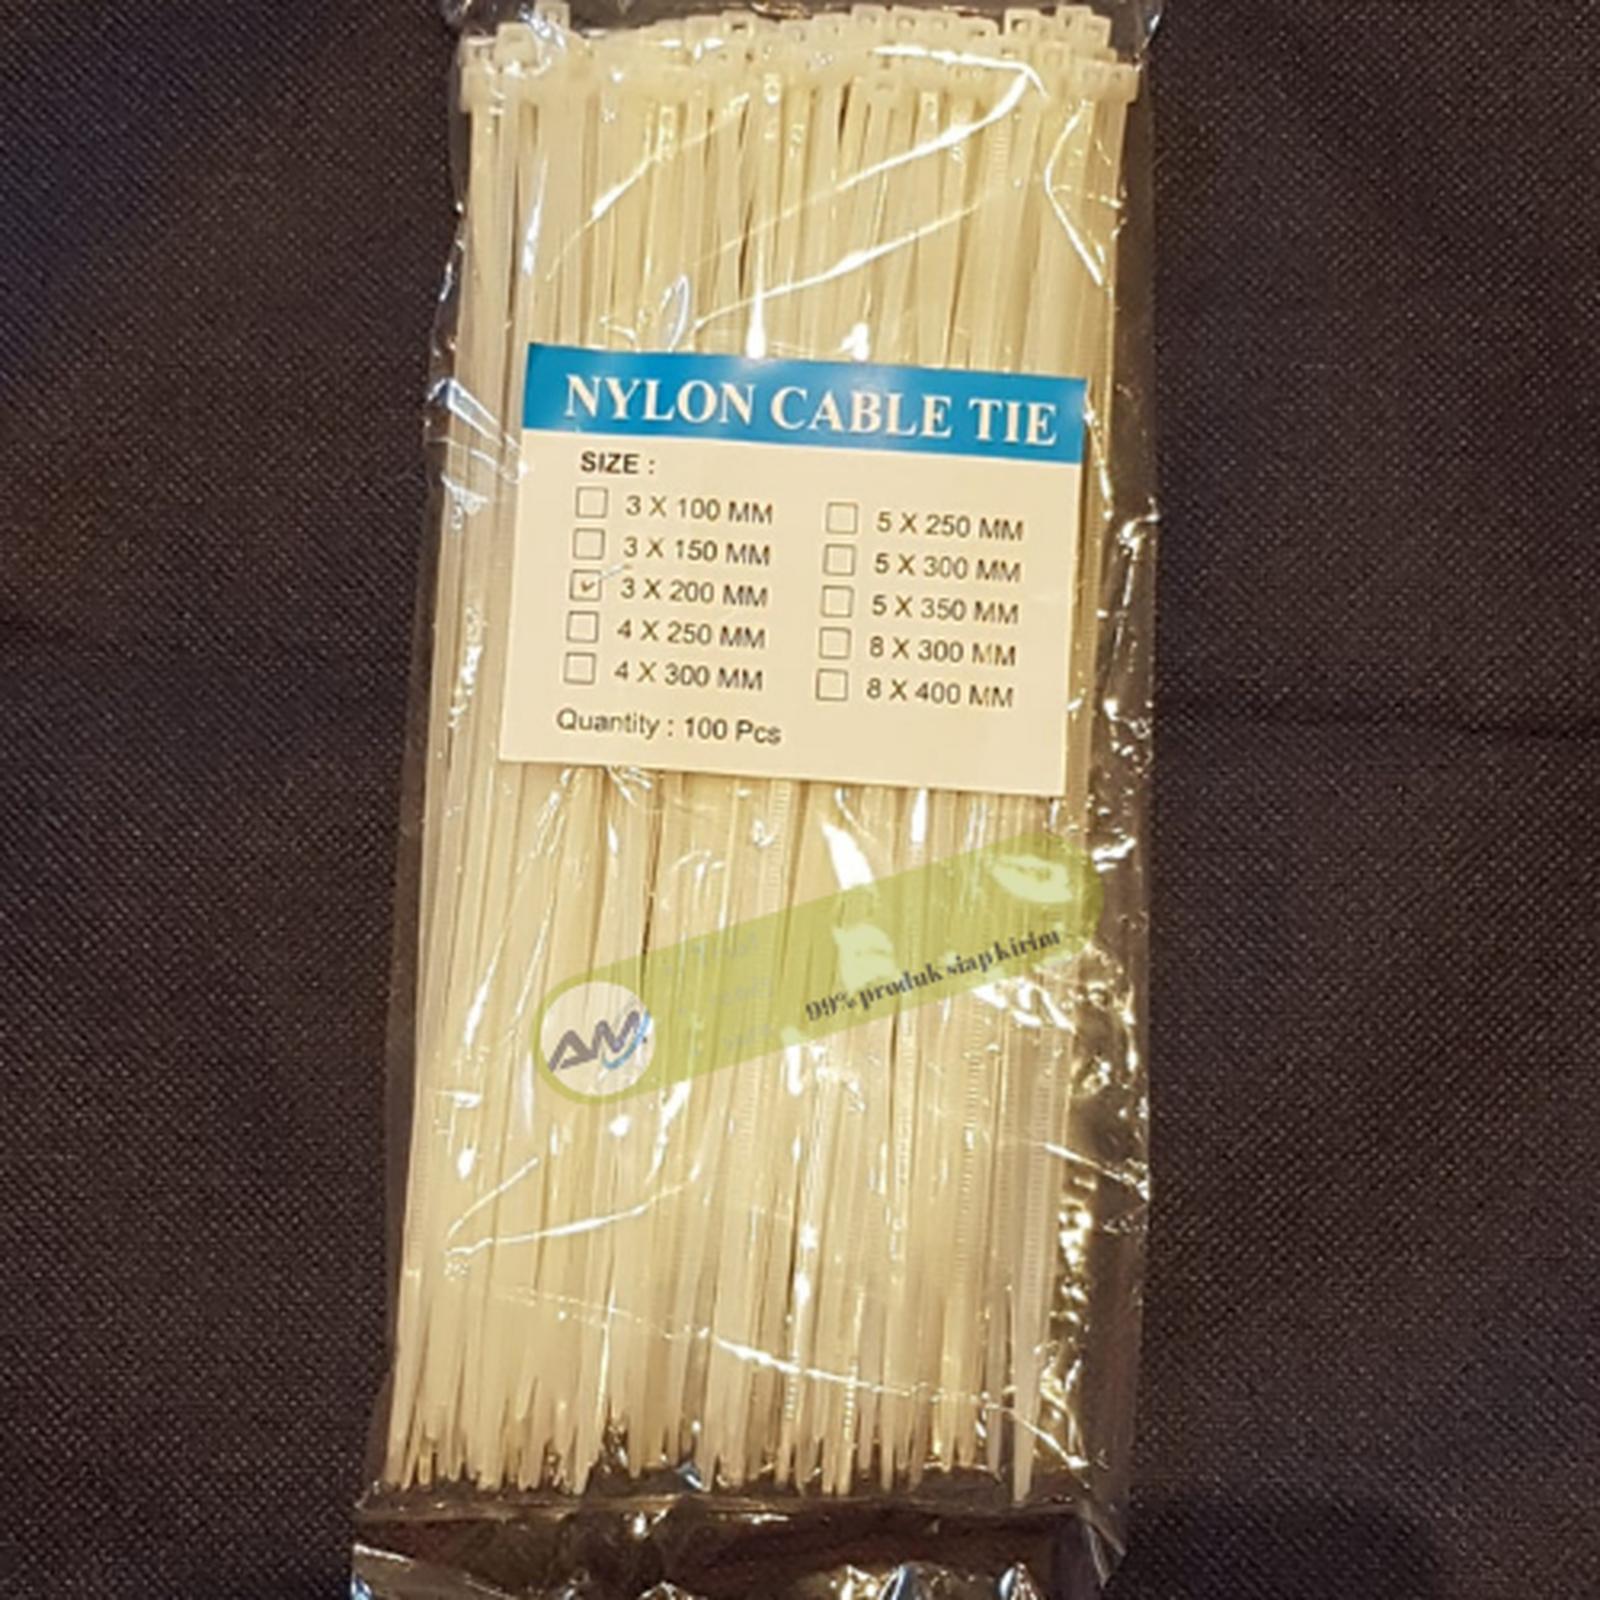 NYLON CABLE TIE
SIZE :
3 X 100 MM
3 X 150 MM
3 X 200 MM
4 X 250 MM
4 X 300 MM
5 X 250 MM
5 X 300 MM
5 X 350 MM
8 X 300 MM
8 X 400 MM
Quantity : 100 Pcs
AM
99% produk siap kirim